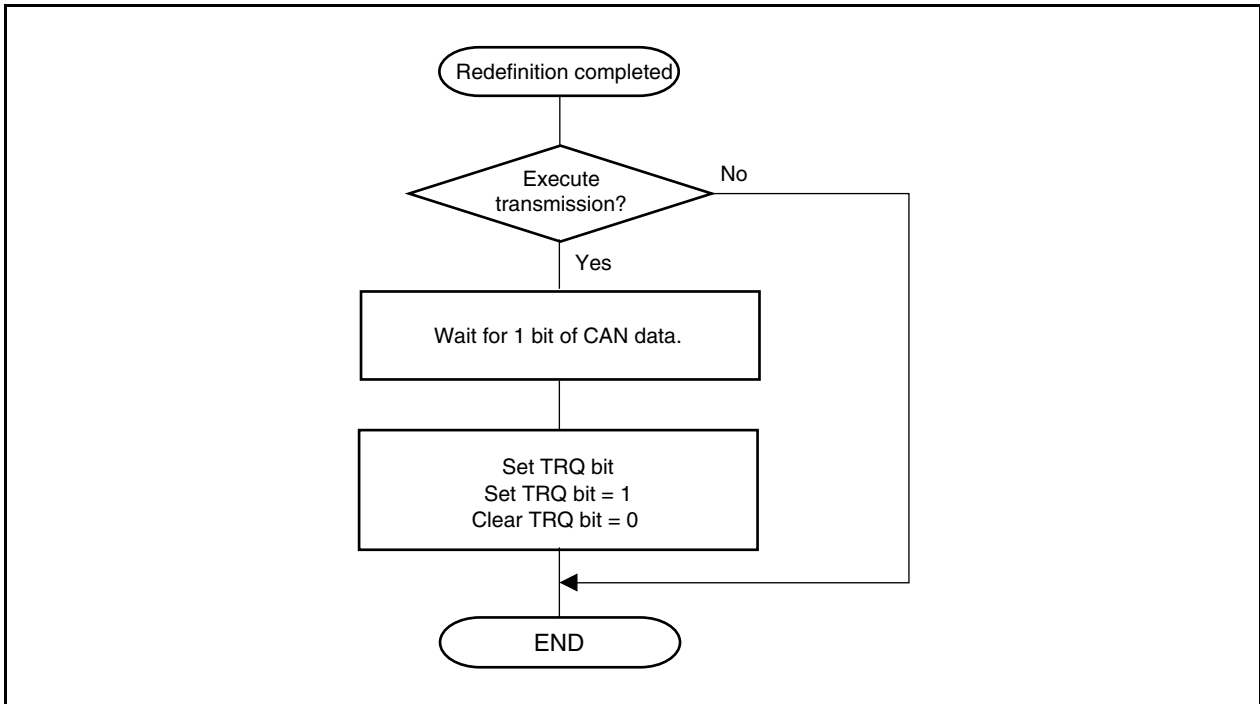 Redefinition completed
Execute
transmission?
No
Yes
Wait for 1 bit of CAN data.
Set TRQ bit
Set TRQ bit = 1
Clear TRQ bit = 0
END